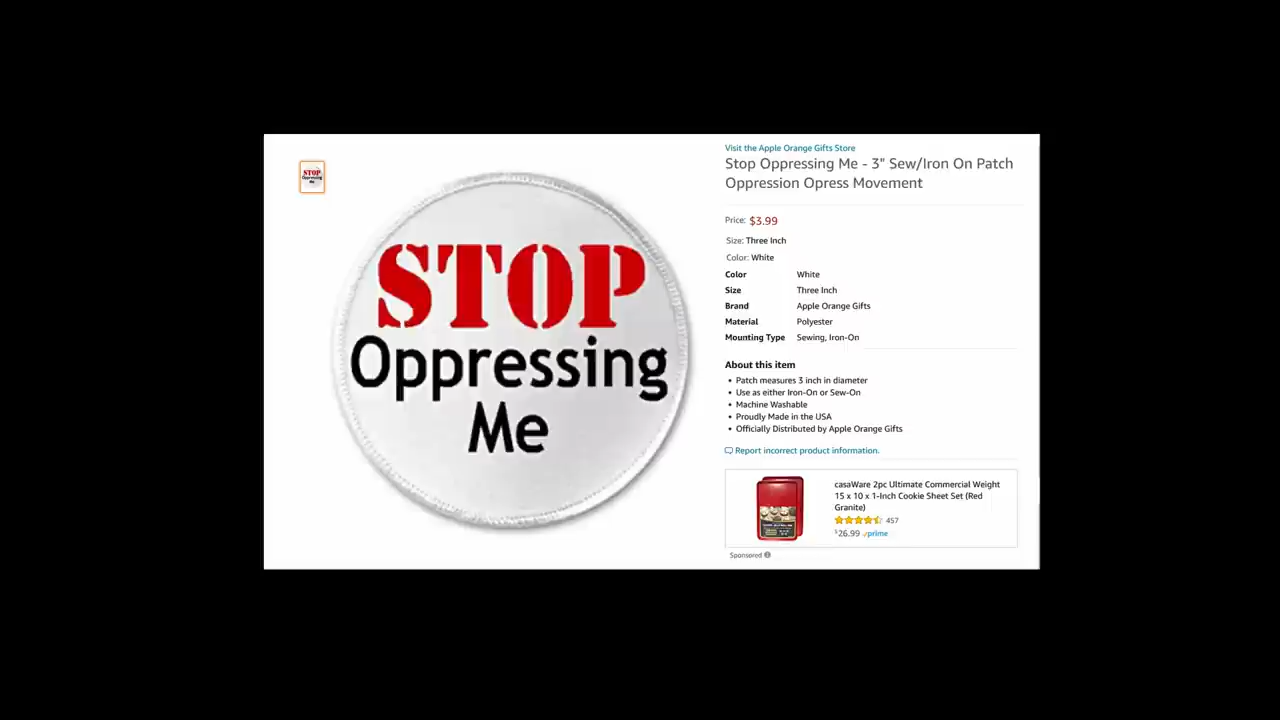 Visit the Apple Orange Gifts Store
Stop Oppressing Me - 3" Sew/Iron On Patch
Oppression Opress Movement
STOP
Oppressing
Me
STOP
Oppressing
Me
Price: $3.99
Size: Three Inch
Color: White
Color White
Size Three Inch
Brand Apple Orange Gifts
Material Polyester
Mounting Type Sewing, Iron-On
About this item
• Patch measures 3 inch in diameter
• Use as either Iron-On or Sew-On
• Machine Washable
• Proudly Made in the USA
• Officially Distributed by Apple Orange Gifts
Report incorrect product information.
casaWare 2pc Ultimate Commercial Weight
15 x 10 x 1-Inch Cookie Sheet Set (Red
Granite)
457
$26.99 prime
Sponsored